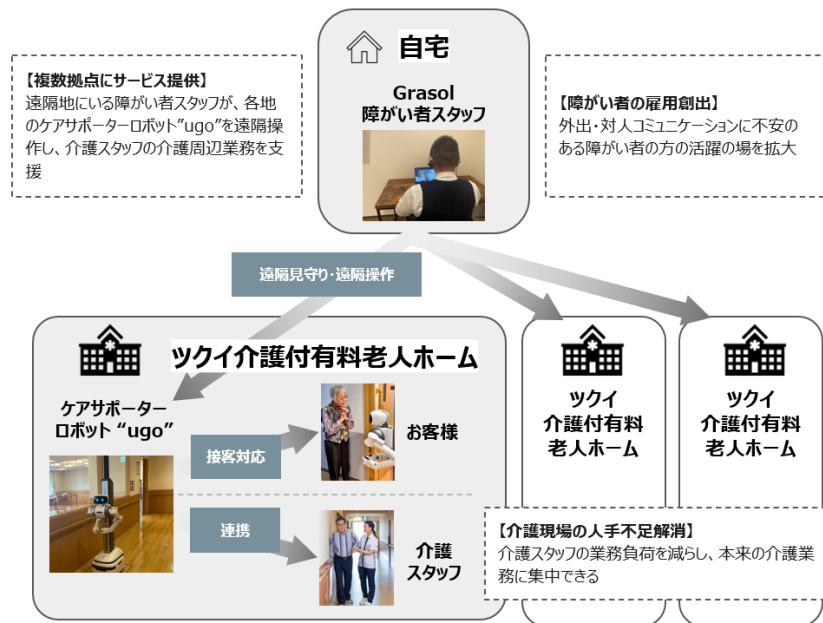 自宅
Grasol
障がい者スタッフ
【複数拠点にサービス提供】
遠隔地にいる障がい者スタッフが、各地
のケアサポーターロボット”ugo”を遠隔操
作し、介護スタッフの介護周辺業務を支
援
【障がい者の雇用創出】
外出・対人コミュニケーションに不安の
ある障がい者の方の活躍の場を拡大
遠隔見守り・遠隔操作
ツクイ介護付有料老人ホーム
ケアサポーター
ロボット “ugo”
接客対応
お客様
連携
介護
スタッフ
ツクイ
介護付有料
老人ホーム
ツクイ
介護付有料
老人ホーム
【介護現場の人手不足解消】
介護スタッフの業務負荷を減らし、本来の介護業
務に集中できる